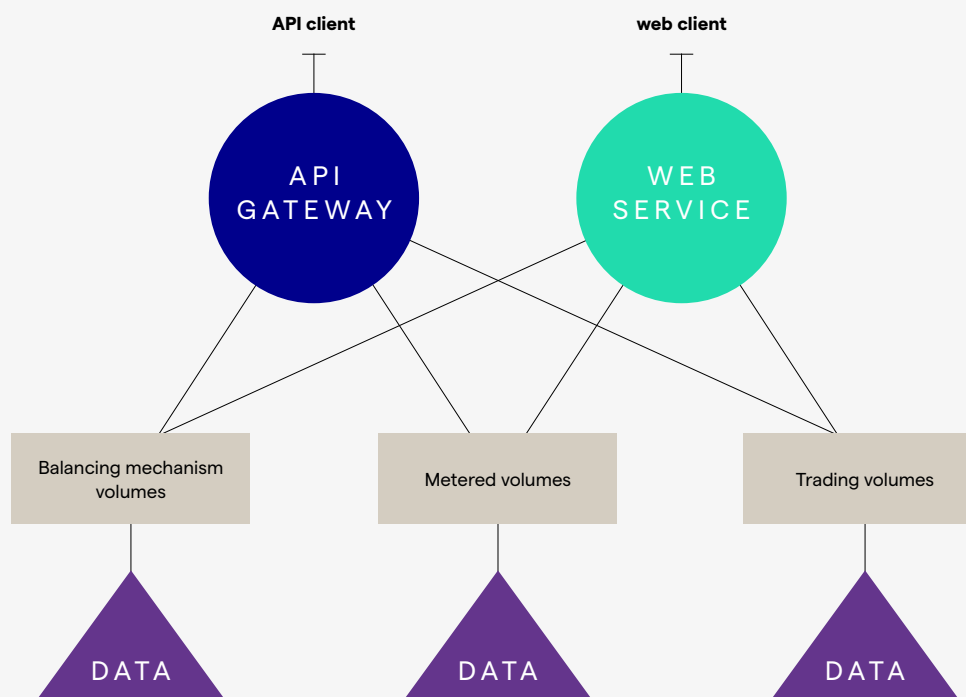 API client
web client
API
GATEWAY
WEB
SERVICE
Balancing mechanism
volumes
Metered volumes
Trading volumes
DATA
DATA
DATA